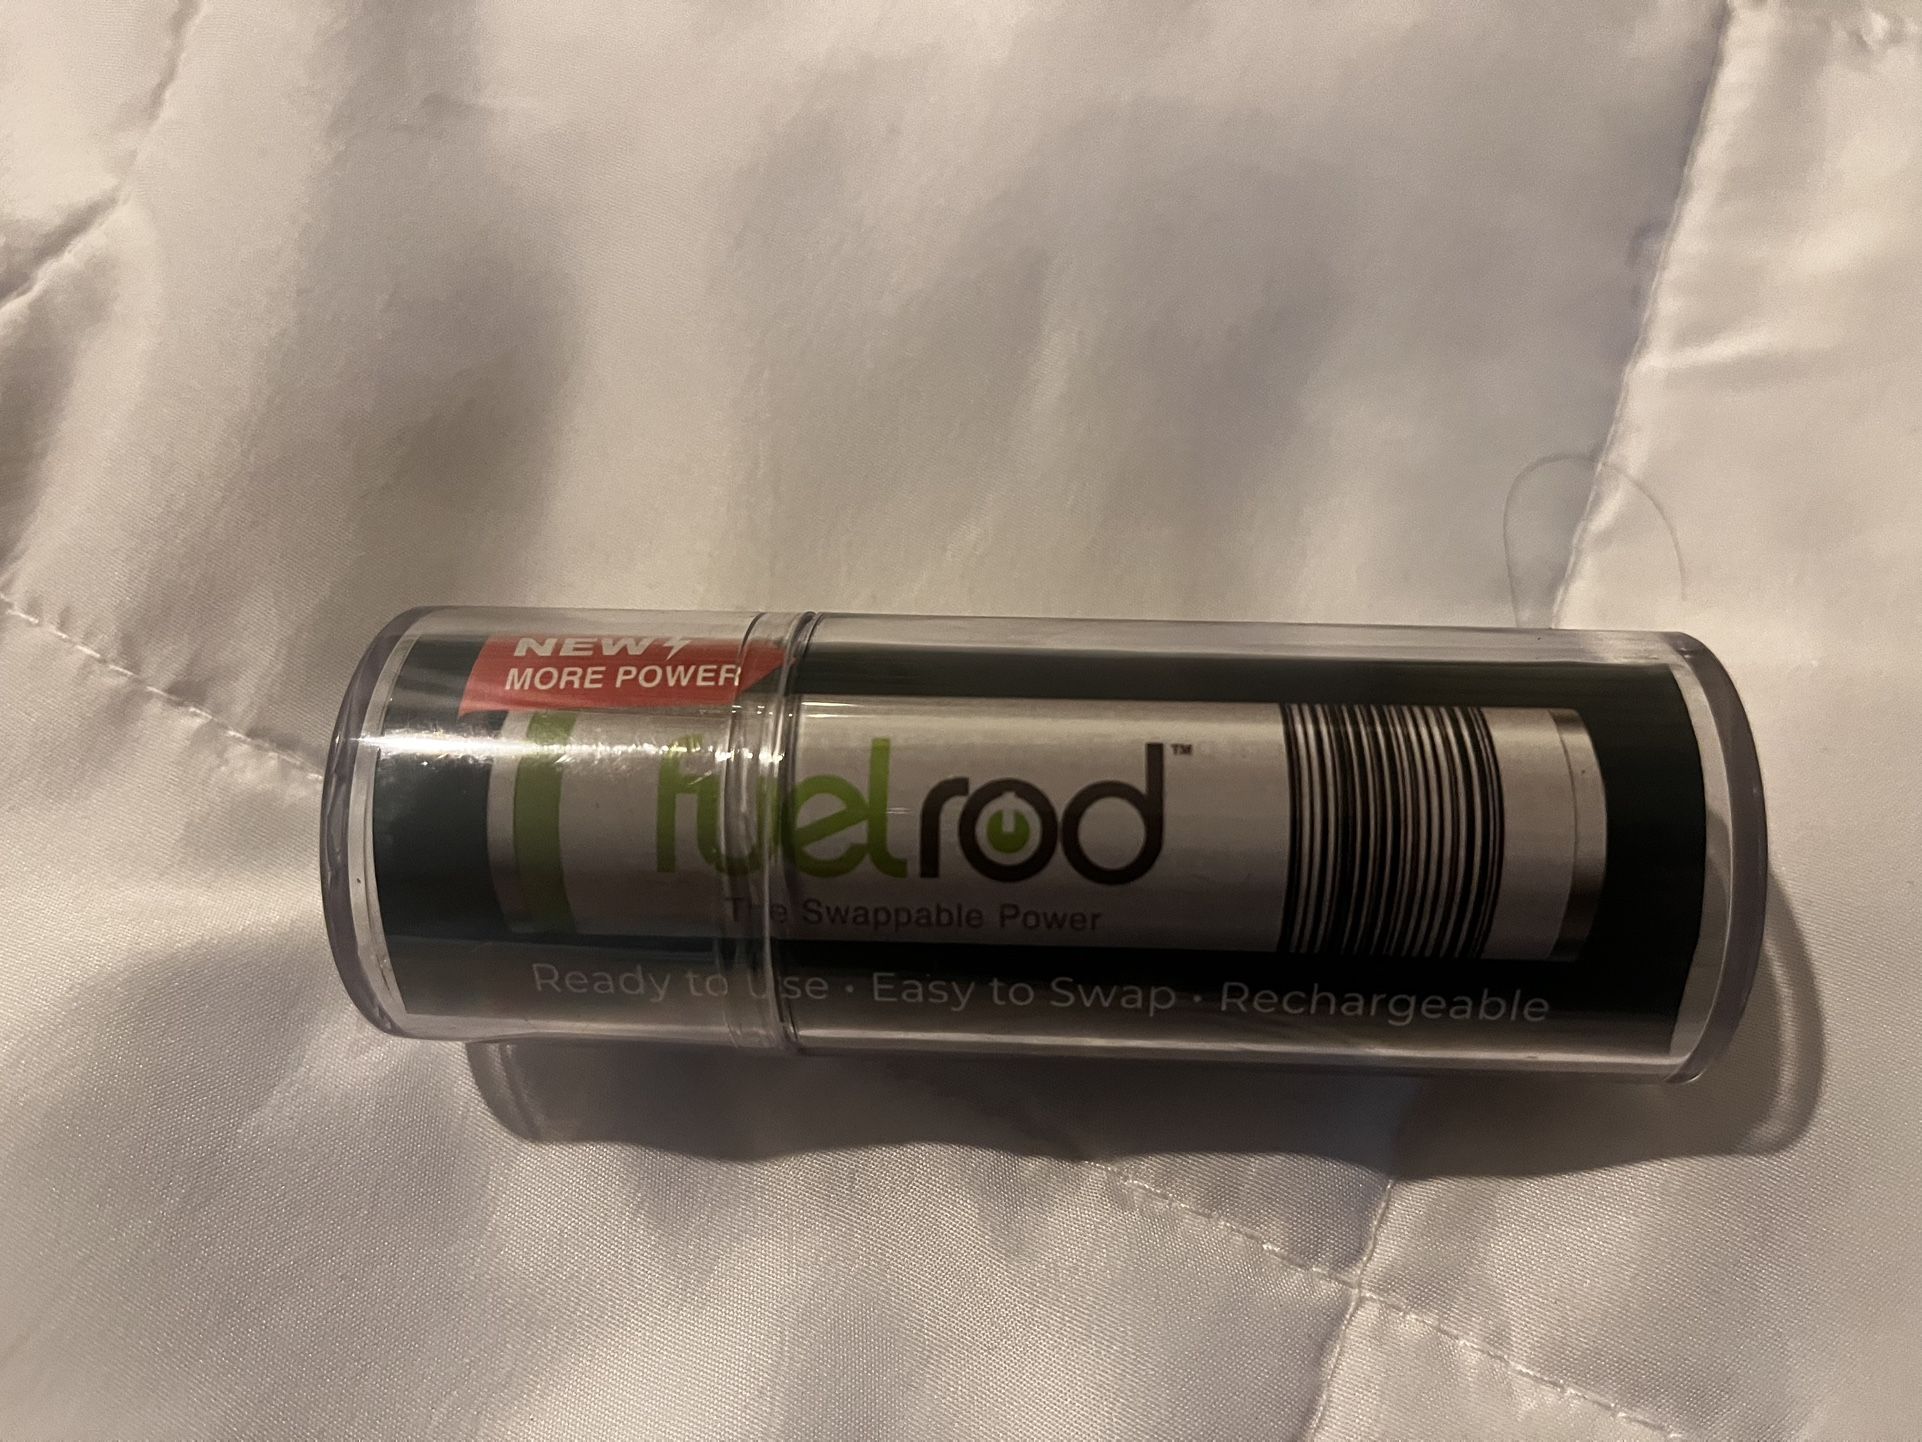 NEW
MORE POWER
fuelrod™
The Swappable Power
Ready to Use • Easy to Swap • Rechargeable